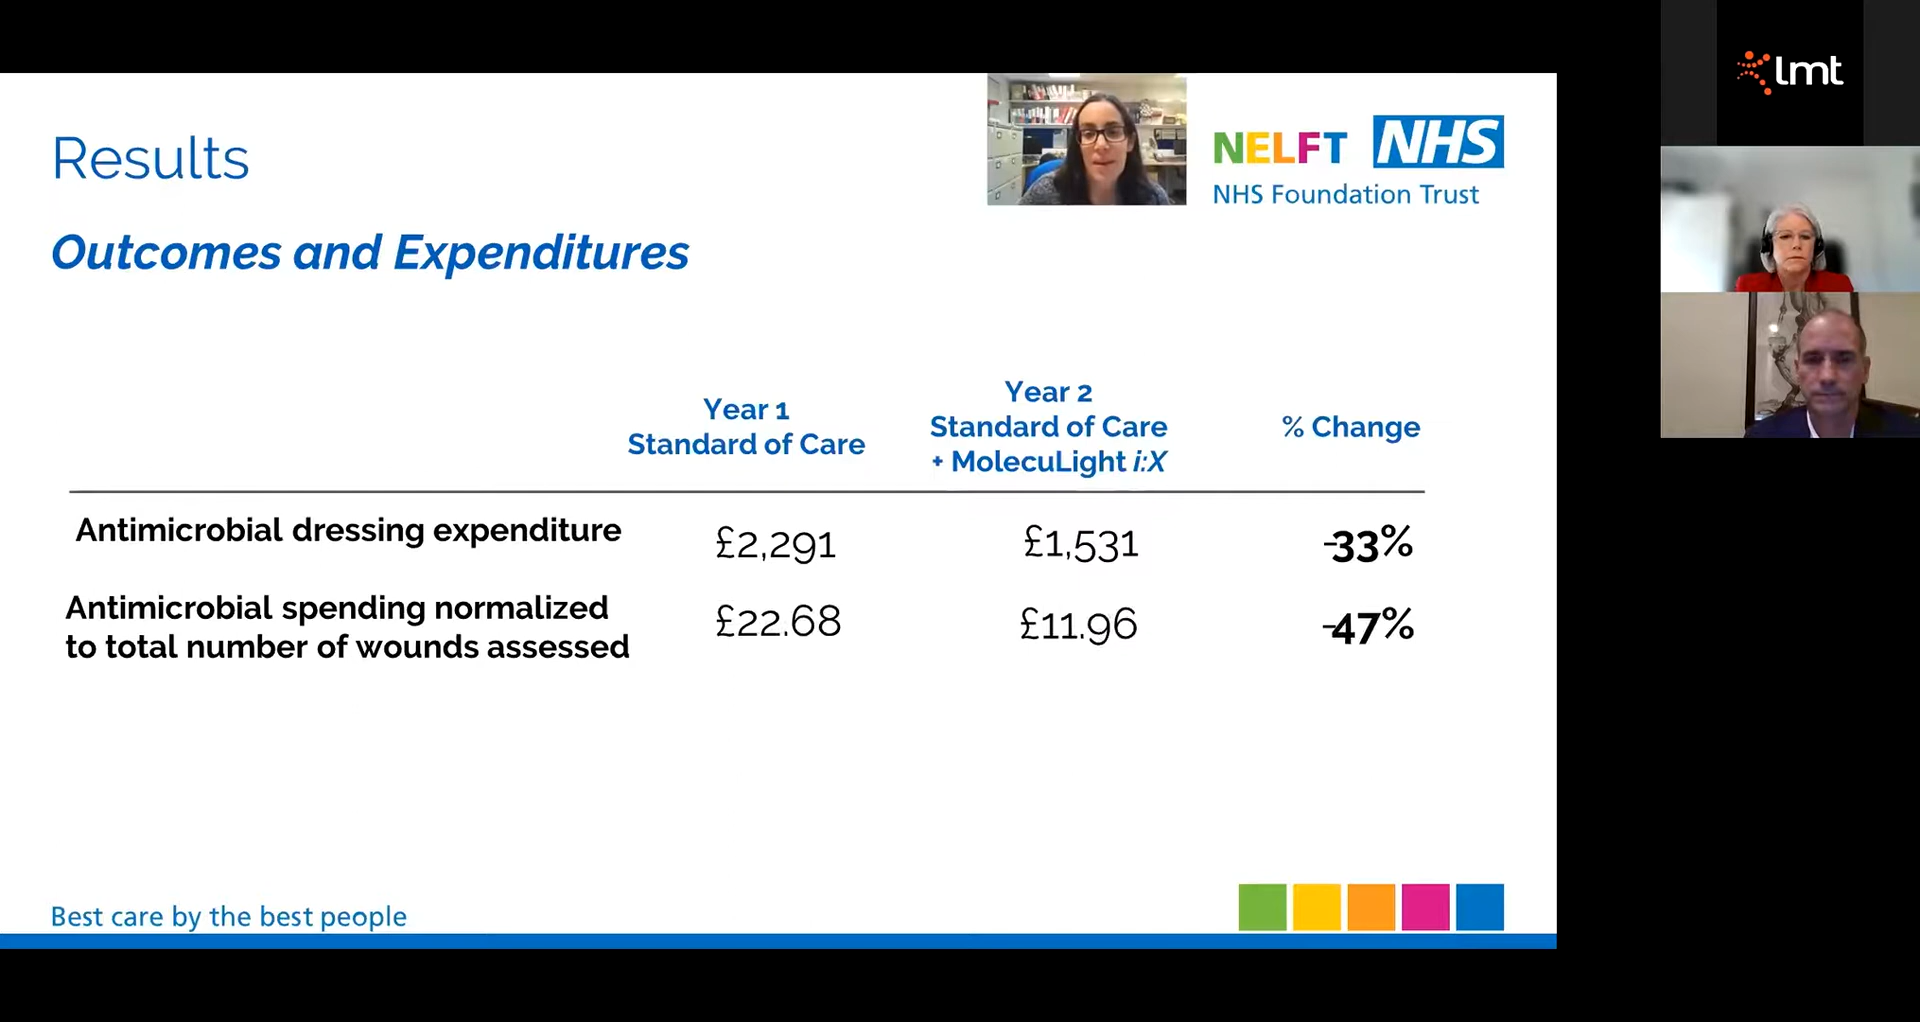 Results
NELFT NHS
NHS Foundation Trust
Outcomes and Expenditures
Year 1
Standard of Care
Year 2
Standard of Care
+ MolecuLight i:X
% Change
Antimicrobial dressing expenditure £2,291 £1,531 -33%
Antimicrobial spending normalized
to total number of wounds assessed £22.68 £11.96 -47%
Best care by the best people
lmt